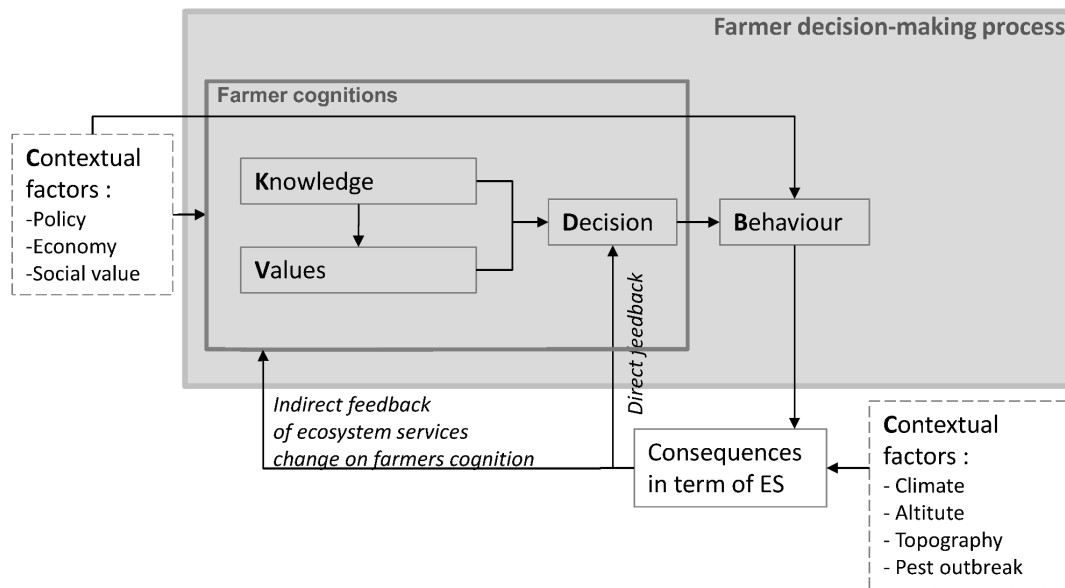 Farmer decision-making process
Farmer cognitions
Contextual
factors :
-Policy
-Economy
-Social value
Knowledge
Values
Decision
Behaviour
Direct feedback
Indirect feedback
of ecosystem services
change on farmers cognition
Consequences
in term of ES
Contextual
factors :
- Climate
- Altitute
- Topography
- Pest outbreak